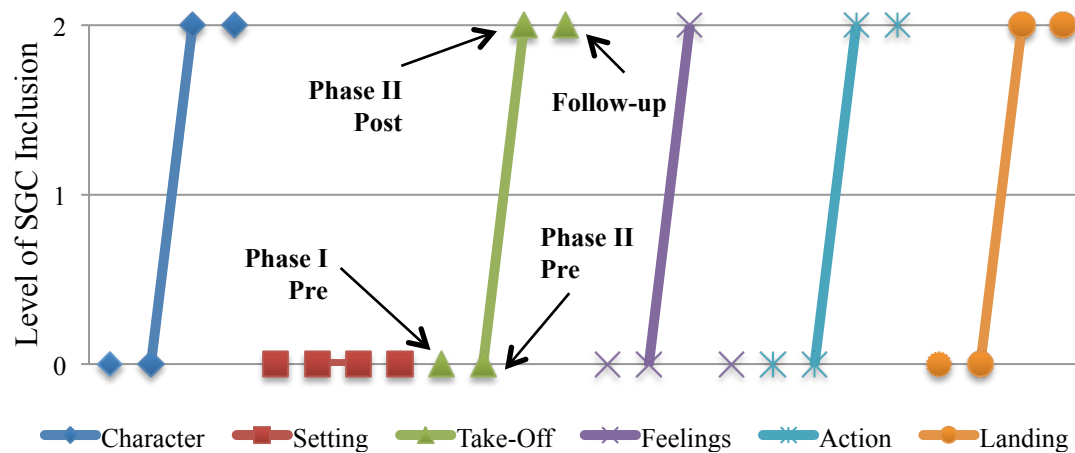 2
Phase II
Post
Follow-up
Level of SGC Inclusion
1
Phase I
Pre
Phase II
Pre
0
Character Setting Take-Off Feelings Action Landing